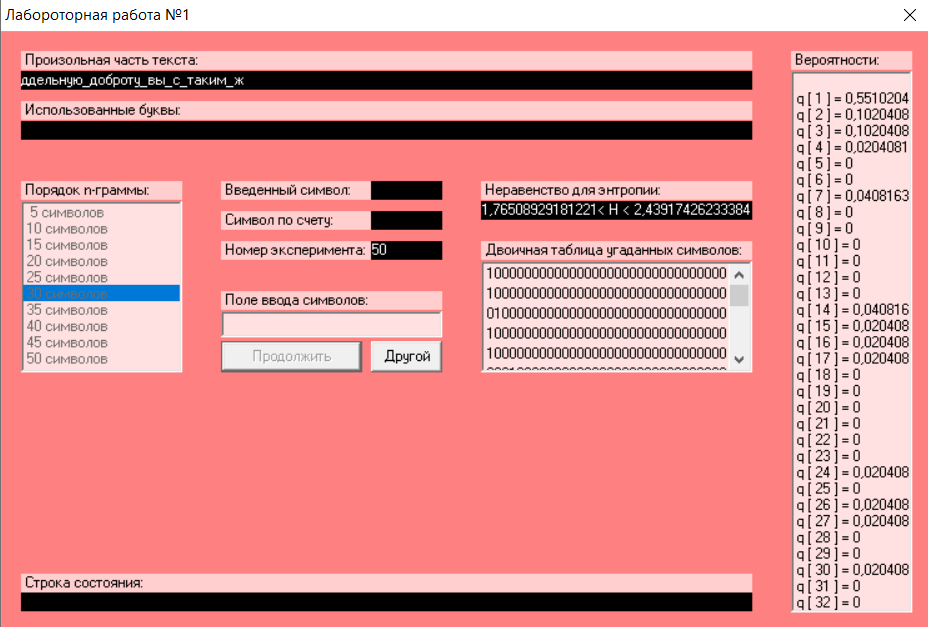 Лабороторная работа №1
Произольная часть текста:
ддельную_доброту_вы_с_таким_ж
Использованные буквы:
Порядок n-граммы:
5 символов
10 символов
15 символов
20 символов
25 символов
30 символов
35 символов
40 символов
45 символов
50 символов
Введенный символ:
Символ по счету:
Номер эксперимента: 50
Поле ввода символов:
Продолжить
Другой
Неравенство для энтропии:
1,76508929181221< H < 2,43917426233384
Двоичная таблица угаданных символов:
10000000000000000000000000000000
10000000000000000000000000000000
01000000000000000000000000000000
10000000000000000000000000000000
10000000000000000000000000000000
Строка состояния:
Вероятности:
q [ 1 ] = 0,5510204
q [ 2 ] = 0,1020408
q [ 3 ] = 0,1020408
q [ 4 ] = 0,0204081
q [ 5 ] = 0
q [ 6 ] = 0
q [ 7 ] = 0,0408163
q [ 8 ] = 0
q [ 9 ] = 0
q [ 10 ] = 0
q [ 11 ] = 0
q [ 12 ] = 0
q [ 13 ] = 0
q [ 14 ] = 0,040816
q [ 15 ] = 0,020408
q [ 16 ] = 0,020408
q [ 17 ] = 0,020408
q [ 18 ] = 0
q [ 19 ] = 0
q [ 20 ] = 0
q [ 21 ] = 0
q [ 22 ] = 0
q [ 23 ] = 0
q [ 24 ] = 0,020408
q [ 25 ] = 0
q [ 26 ] = 0,020408
q [ 27 ] = 0,020408
q [ 28 ] = 0
q [ 29 ] = 0
q [ 30 ] = 0,020408
q [ 31 ] = 0
q [ 32 ] = 0